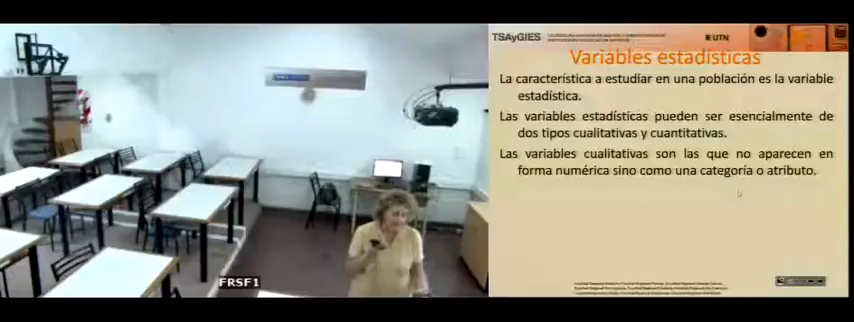 TSAyGIES
UTN
Variables estadísticas
La característica a estudiar en una población es la variable
estadística.
Las variables estadísticas pueden ser esencialmente de
dos tipos cualitativas y cuantitativas.
Las variables cualitativas son las que no aparecen en
forma numérica sino como una categoría o atributo.
FRSF1